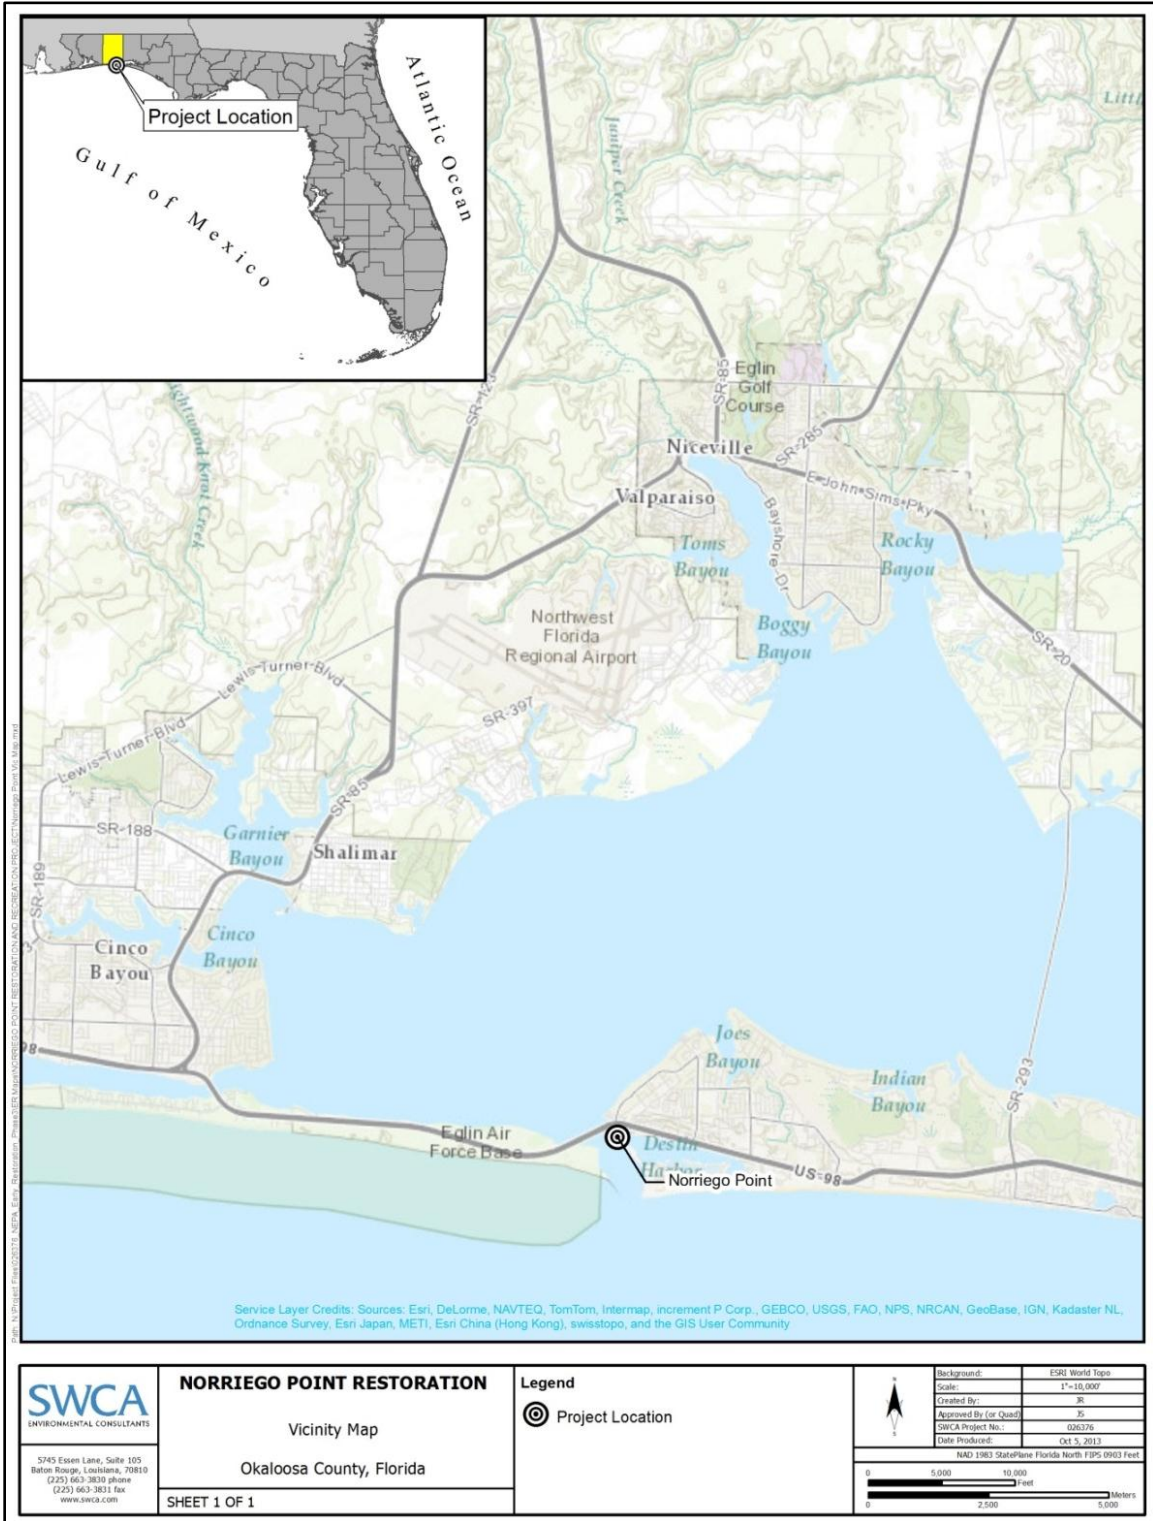 Project Location
Atlantic Ocean
Gulf of Mexico
Juniper Creek
SR-123
SR-85
Eglin
Golf
Course
Niceville
SR-285
E John Sims Pky
Valparaiso
Bayshore Dr
Toms
Bayou
Rocky
Bayou
Northwest
Florida
Regional Airport
Boggy
Bayou
SR-20
Lewis-Turner-Blvd
SR-397
Lewis-Turner-Blvd
SR-85
SR-188
Garnier
Bayou
Shalimar
SR-189
Cinco
Bayou
Cinco
Bayou
Joes
Bayou
Indian
Bayou
SR-293
98
Eglin Air
Force Base
Destin
Harbor
Norriego Point
US-98
Service Layer Credits: Sources: Esri, DeLorme, NAVTEQ, TomTom, Intermap, increment P Corp., GEBCO, USGS, FAO, NPS, NRCAN, GeoBase, IGN, Kadaster NL,
Ordnance Survey, Esri Japan, METI, Esri China (Hong Kong), swisstopo, and the GIS User Community
SWCA
ENVIRONMENTAL CONSULTANTS
5745 Essen Lane, Suite 105
Baton Rouge, Louisiana, 70810
(225) 663-3830 phone
(225) 663-3831 fax
www.swca.com
NORRIEGO POINT RESTORATION
Vicinity Map
Okaloosa County, Florida
SHEET 1 OF 1
Legend
Project Location
N
S
Background: ESRI World Topo
Scale: 1"=10,000'
Created By: JR
Approved By (or Quad) JS
SWCA Project No.: 026376
Date Produced: Oct 5, 2013
NAD 1983 StatePlane Florida North FIPS 0903 Feet
0 5,000 10,000
Feet
Meters
0 2,500 5,000